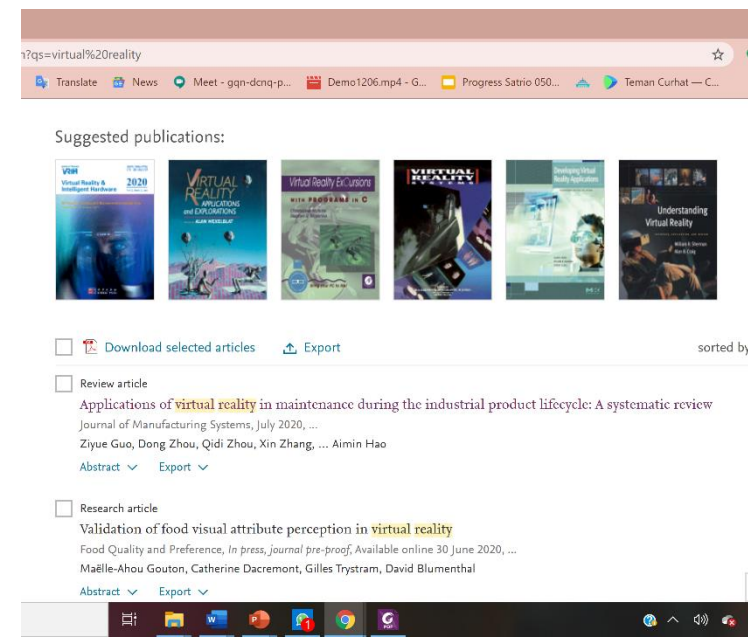 n?qs=virtual%20reality
Translate News Meet - gqn-dcnq-p... Demo1206.mp4 - G... Progress Satrio 050... Teman Curhat — C...
Suggested publications:
VRIH
Virtual Reality & Intelligent Hardware 2020
VIRTUAL REALITY
APPLICATIONS and EXPLORATIONS
ALAN WEXELBLAT
Virtual Reality ExCursions
WITH PROGRAMS IN C
VIRTUAL REALITY SYSTEMS
Developing Virtual Reality Applications
Understanding Virtual Reality
William R. Sherman
Alan B. Craig
Download selected articles Export sorted by
Review article
Applications of virtual reality in maintenance during the industrial product lifecycle: A systematic review
Journal of Manufacturing Systems, July 2020, ...
Ziyue Guo, Dong Zhou, Qidi Zhou, Xin Zhang, ... Aimin Hao
Abstract Export
Research article
Validation of food visual attribute perception in virtual reality
Food Quality and Preference, In press, journal pre-proof, Available online 30 June 2020, ...
Maëlle-Ahou Gouton, Catherine Dacremont, Gilles Trystram, David Blumenthal
Abstract Export